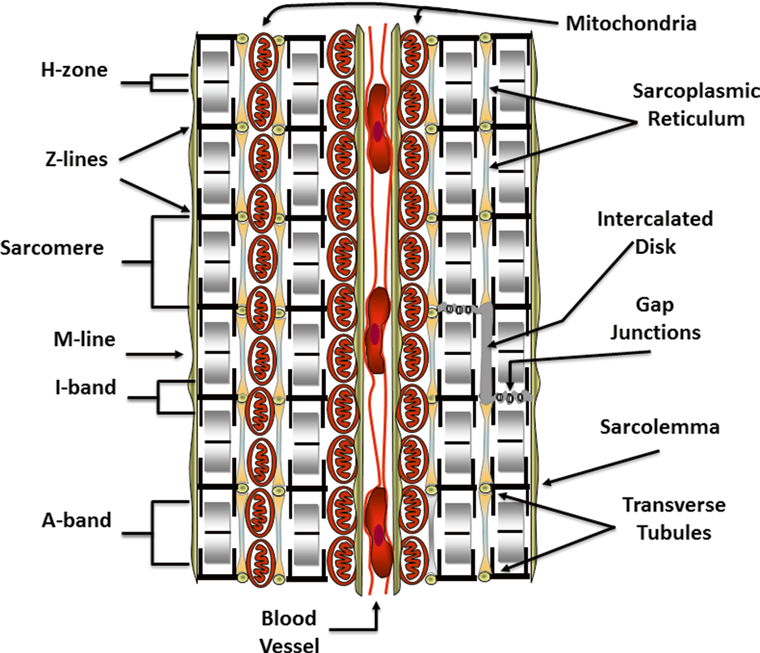 Mitochondria
H-zone
Sarcoplasmic
Reticulum
Z-lines
Intercalated
Disk
Sarcomere
Gap
Junctions
M-line
I-band
Sarcolemma
A-band
Transverse
Tubules
Blood
Vessel